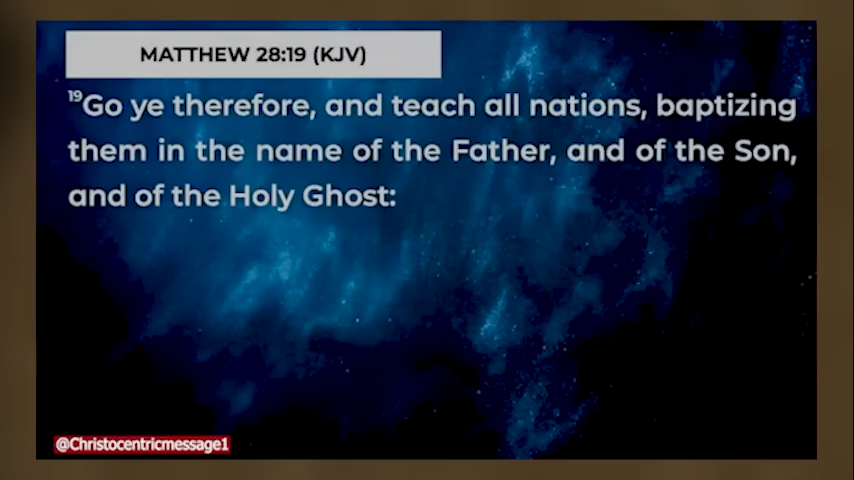 MATTHEW 28:19 (KJV)
19Go ye therefore, and teach all nations, baptizing
them in the name of the Father, and of the Son,
and of the Holy Ghost:
@Christocentricmessage1